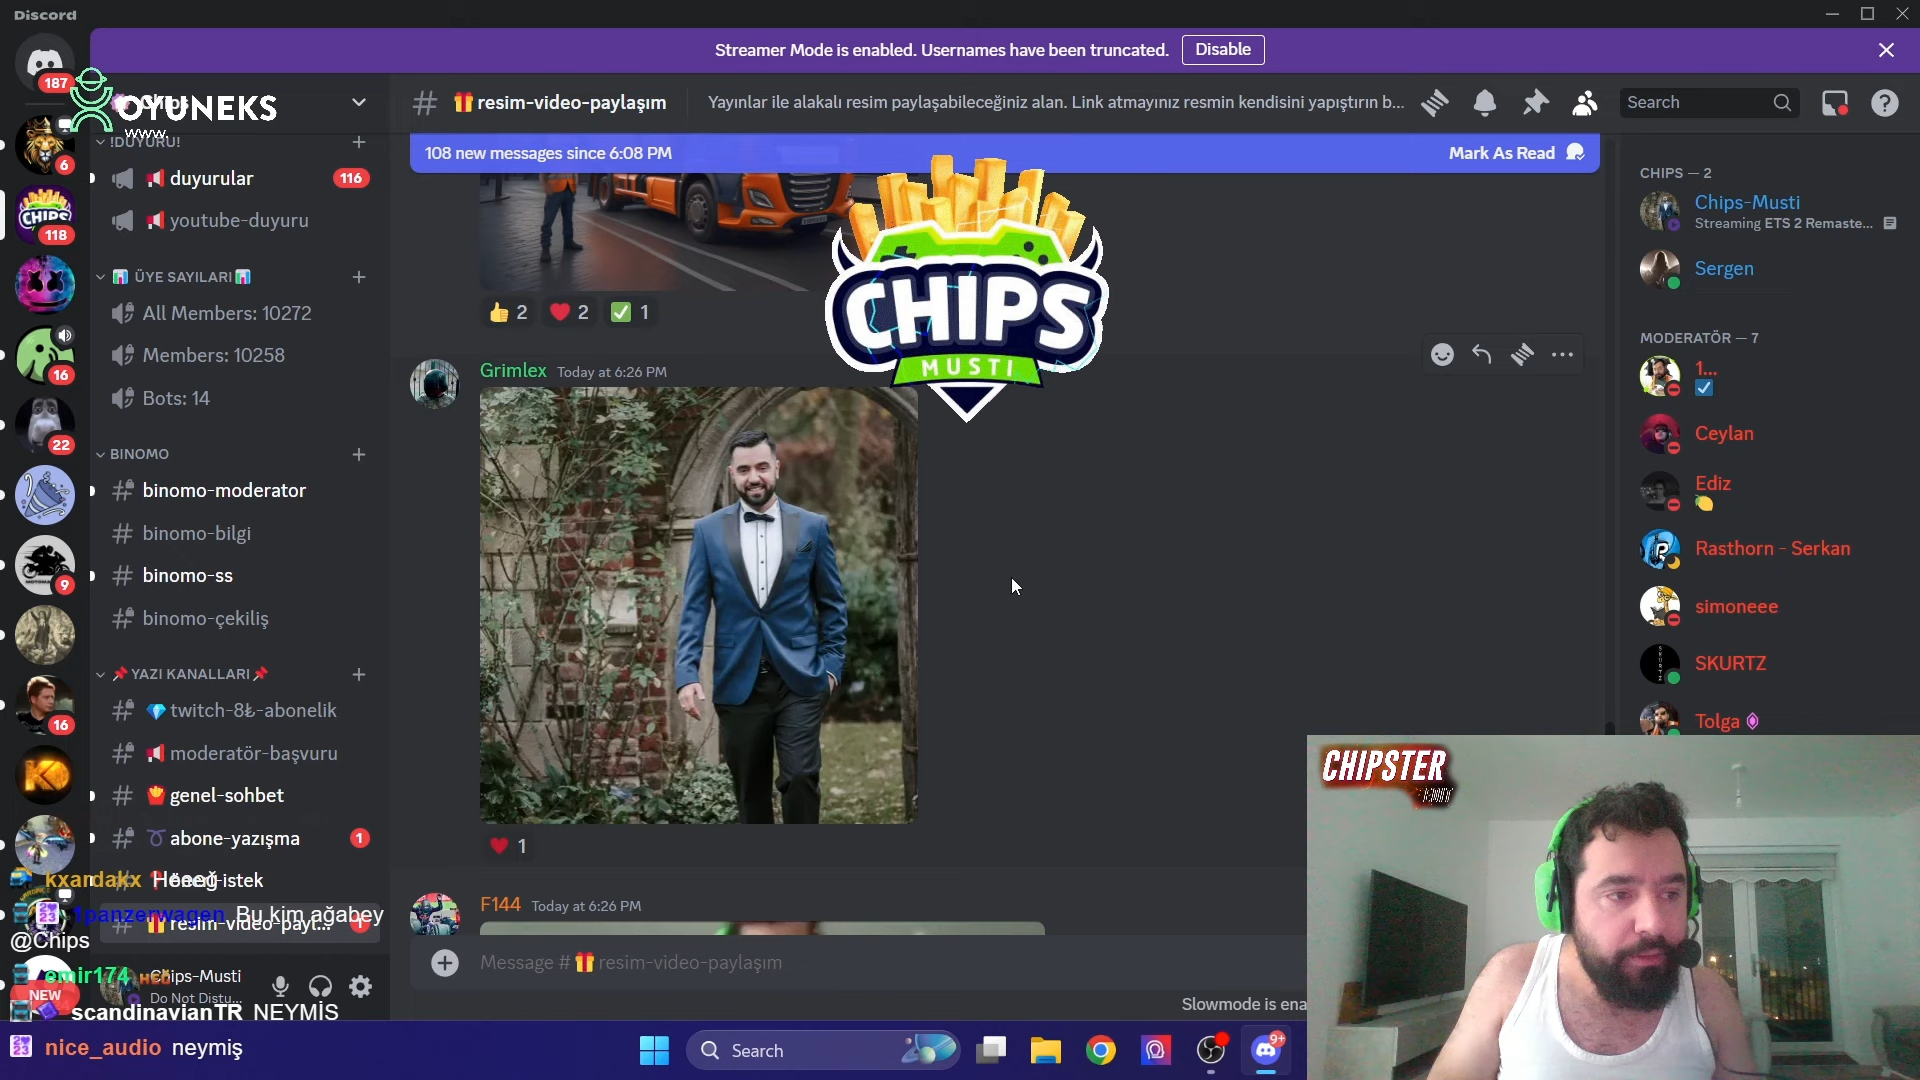 Discord
Streamer Mode is enabled. Usernames have been truncated.
Disable
187
OYUNEKS
www.
resim-video-paylaşım
Yayınlar ile alakalı resim paylaşabileceğiniz alan. Link atmayınız resmin kendisini yapıştırın b...
Search
108 new messages since 6:08 PM
Mark As Read
!DUYURU!
duyurular
116
youtube-duyuru
ÜYE SAYILARI
All Members: 10272
Members: 10258
Bots: 14
BINOMO
binomo-moderator
binomo-bilgi
binomo-ss
binomo-çekiliş
YAZI KANALLARI
twitch-8₺-abonelik
moderatör-başvuru
genel-sohbet
abone-yazışma
1
öneri-istek
resim-video-payl...
1
6
CHIPS
118
16
22
9
16
NEW
kxardakx
1panzerwagen Bu kim ağabey
@Chips
emir174
Chips-Musti
Do Not Distu...
scandinavianTR NEYMİŞ
nice_audio neymiş
2
2
1
CHIPS
MUSTI
Grimlex Today at 6:26 PM
1
F144 Today at 6:26 PM
Message # resim-video-paylaşım
Slowmode is ena
CHIPS — 2
Chips-Musti
Streaming ETS 2 Remaste...
Sergen
MODERATÖR — 7
1...
Ceylan
Ediz
Rasthorn - Serkan
simoneee
SKURTZ
Tolga
CHIPSTER
Search
9+